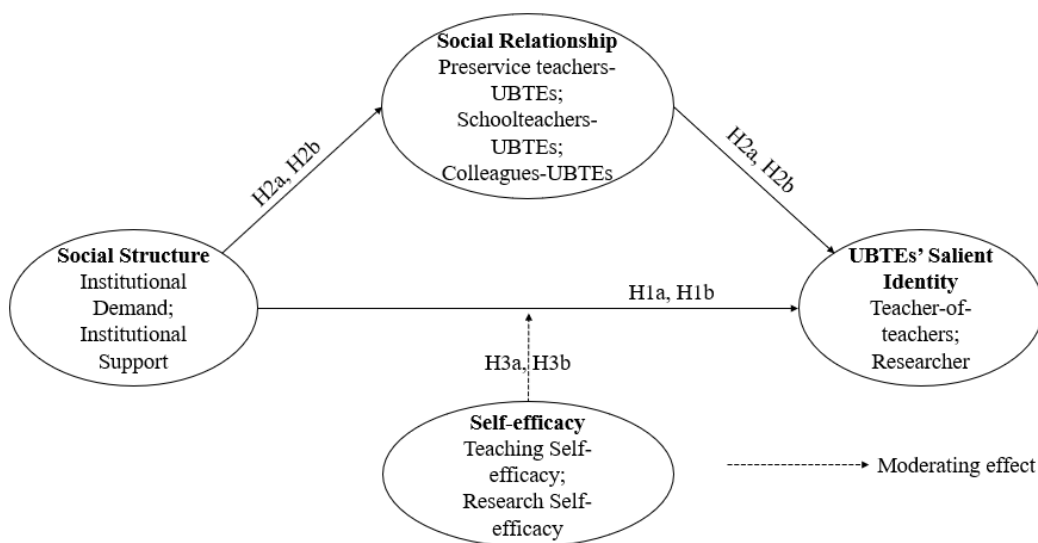 Social Relationship
Preservice teachers-
UBTEs;
Schoolteachers-
UBTEs;
Colleagues-UBTEs
H2a, H2b
H2a, H2b
Social Structure
Institutional
Demand;
Institutional
Support
H1a, H1b
UBTEs’ Salient
Identity
Teacher-of-
teachers;
Researcher
H3a, H3b
Self-efficacy
Teaching Self-
efficacy;
Research Self-
efficacy
Moderating effect